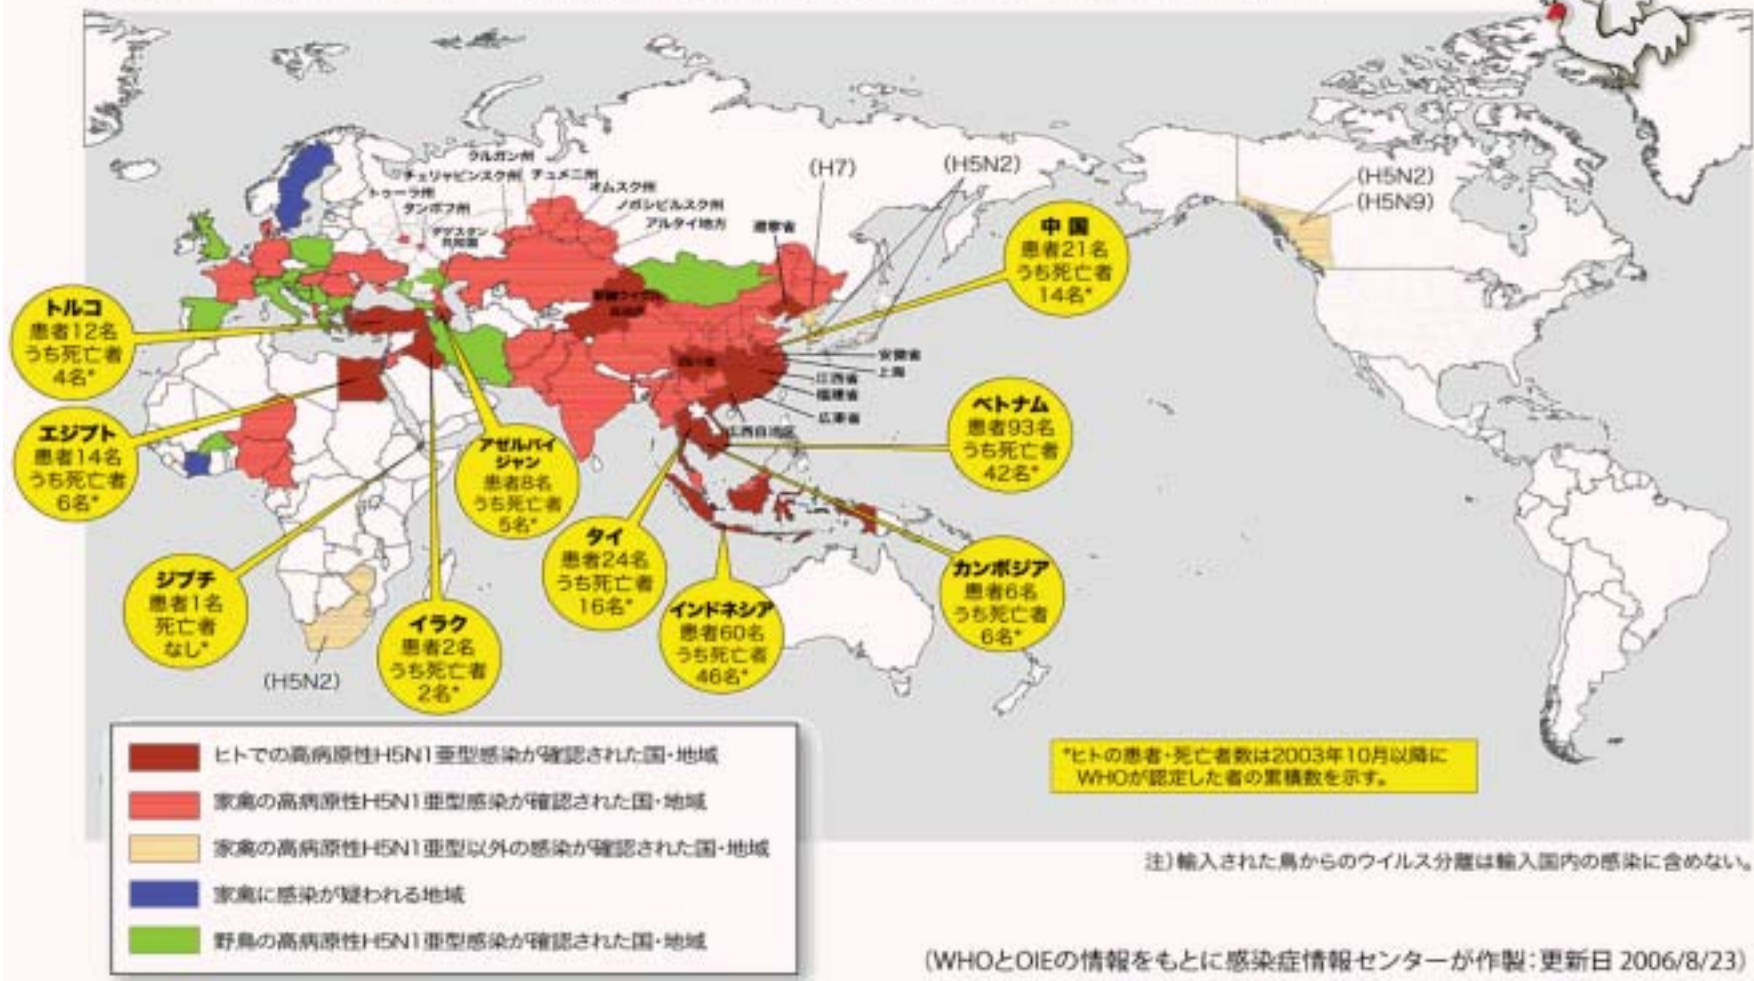 クルガン州
チェリャビンスク州 チュメニ州
トゥーラ州
オムスク州
タンボフ州
ノボシビルスク州
アルタイ地方
ダゲスタン
共和国
(H7)
(H5N2)
(H5N2)
(H5N9)
遼寧省
中国
患者21名
うち死亡者
14名*
トルコ
患者12名
うち死亡者
4名*
安徽省
上海
江西省
福建省
広東省
広西自治区
エジプト
患者14名
うち死亡者
6名*
アゼルバイ
ジャン
患者8名
うち死亡者
5名*
ベトナム
患者93名
うち死亡者
42名*
ジブチ
患者1名
死亡者
なし*
イラク
患者2名
うち死亡者
2名*
タイ
患者24名
うち死亡者
16名*
インドネシア
患者60名
うち死亡者
46名*
カンボジア
患者6名
うち死亡者
6名*
(H5N2)
ヒトでの高病原性H5N1亜型感染が確認された国・地域
家禽の高病原性H5N1亜型感染が確認された国・地域
家禽の高病原性H5N1亜型以外の感染が確認された国・地域
家禽に感染が疑われる地域
野鳥の高病原性H5N1亜型感染が確認された国・地域
*ヒトの患者・死亡者数は2003年10月以降に
WHOが認定した者の累積数を示す。
注)輸入された鳥からのウイルス分離は輸入国内の感染に含めない。
(WHOとOIEの情報をもとに感染症情報センターが作製:更新日 2006/8/23)